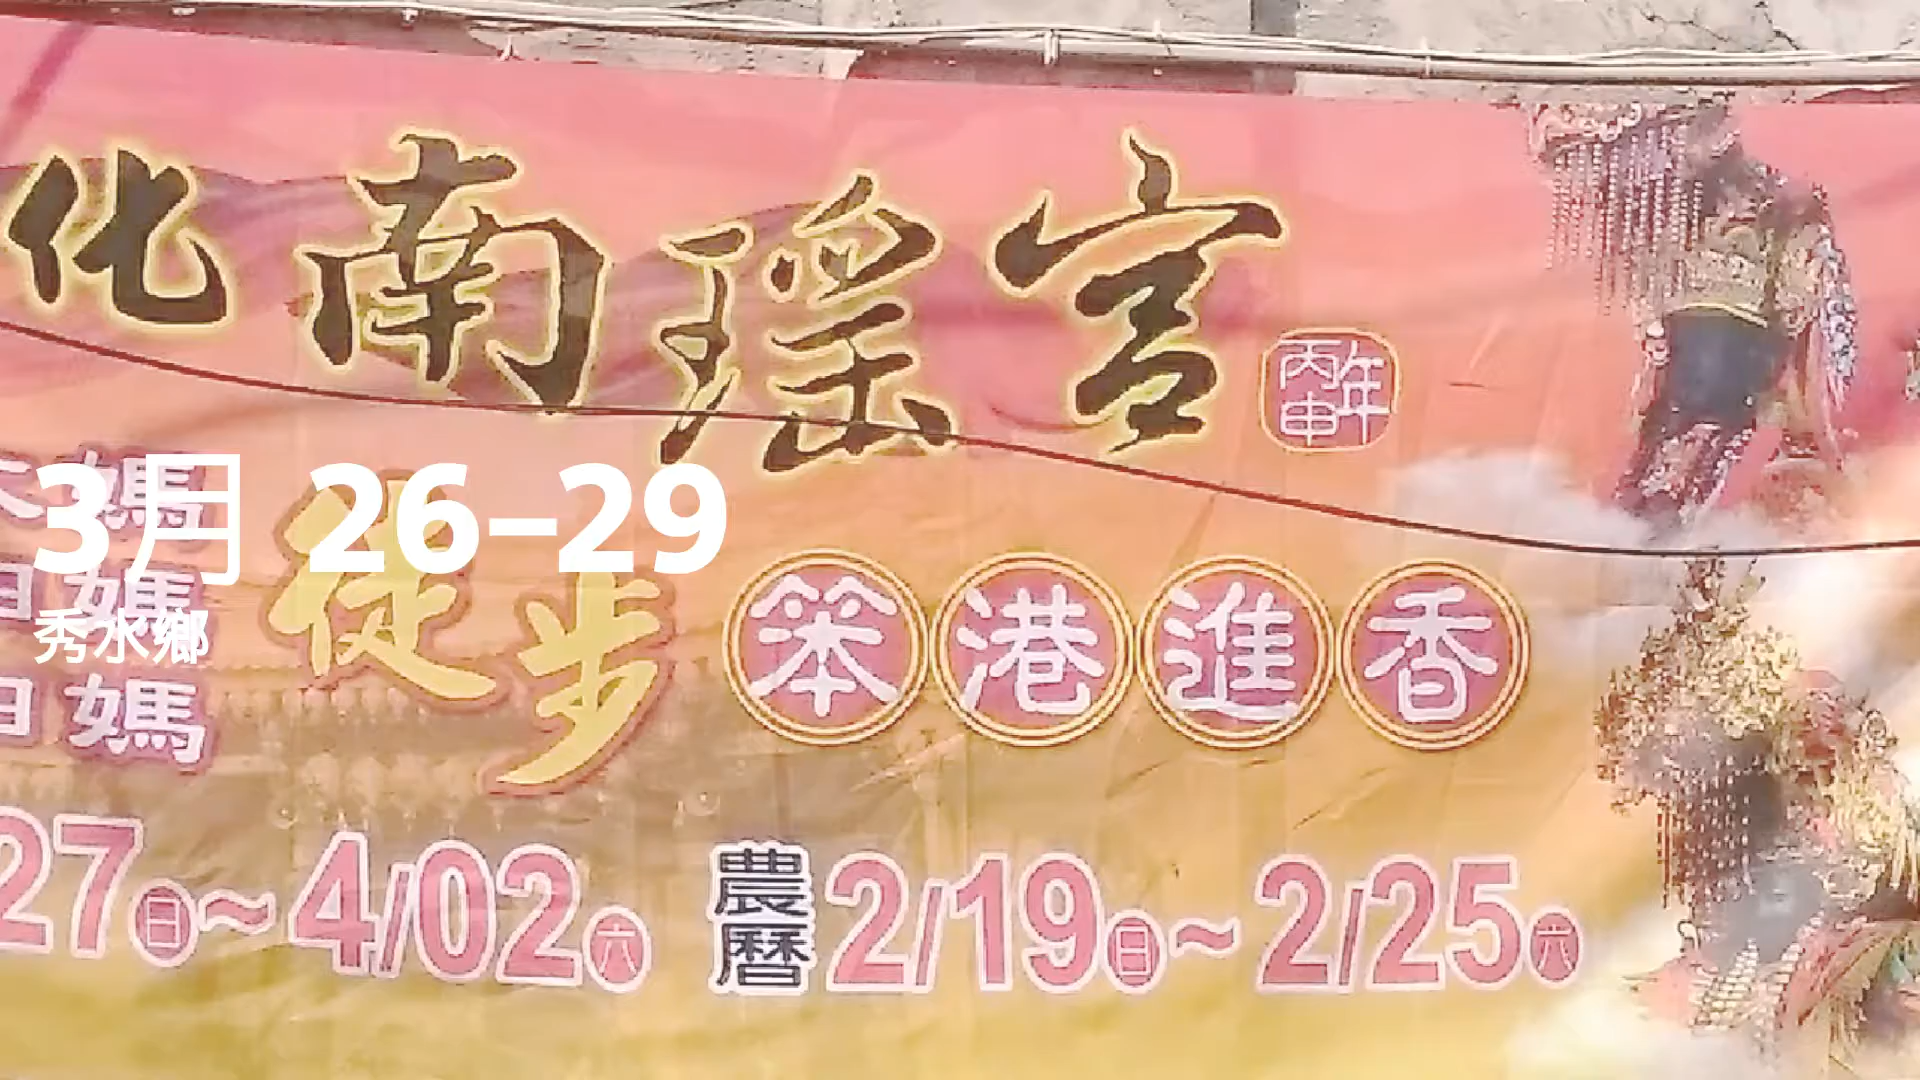 化南瑤宮
丙申年
媽
3月 26–29
媽
秀水鄉
媽
徒步 笨港進香
27㊐~4/02㊅ 農曆2/19㊐~2/25㊅